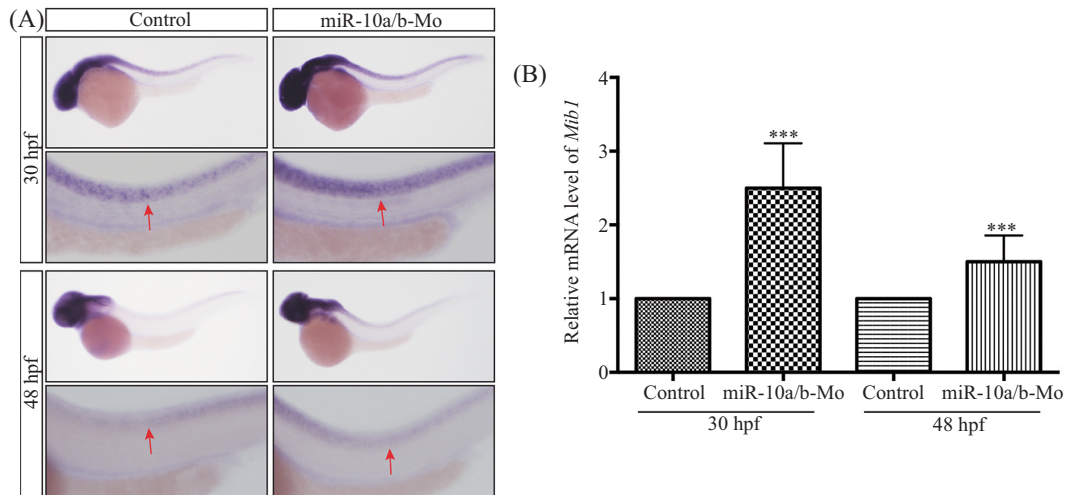 (A)
Control
miR-10a/b-Mo
30 hpf
48 hpf
(B)
Relative mRNA level of Mib1
4
3
2
1
0
***
***
Control
miR-10a/b-Mo
Control
miR-10a/b-Mo
30 hpf
48 hpf